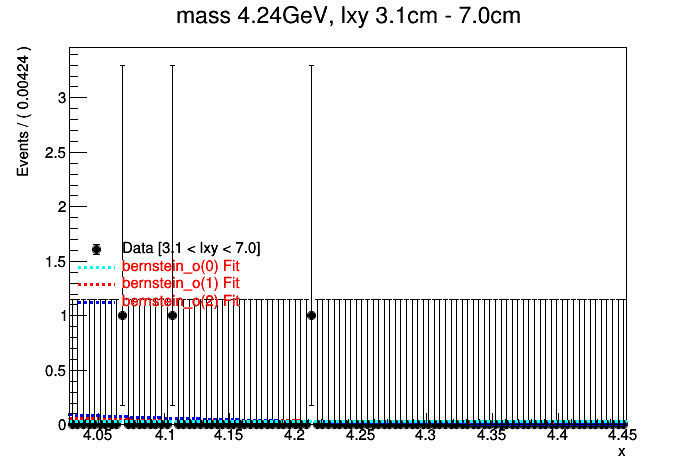 mass 4.24GeV, lxy 3.1cm - 7.0cm
Events / ( 0.00424 )
3
2.5
2
1.5
1
0.5
0
Data [3.1 < lxy < 7.0]
bernstein_o(0) Fit
bernstein_o(1) Fit
bernstein_o(2) Fit
4.05 4.1 4.15 4.2 4.25 4.3 4.35 4.4 4.45
x